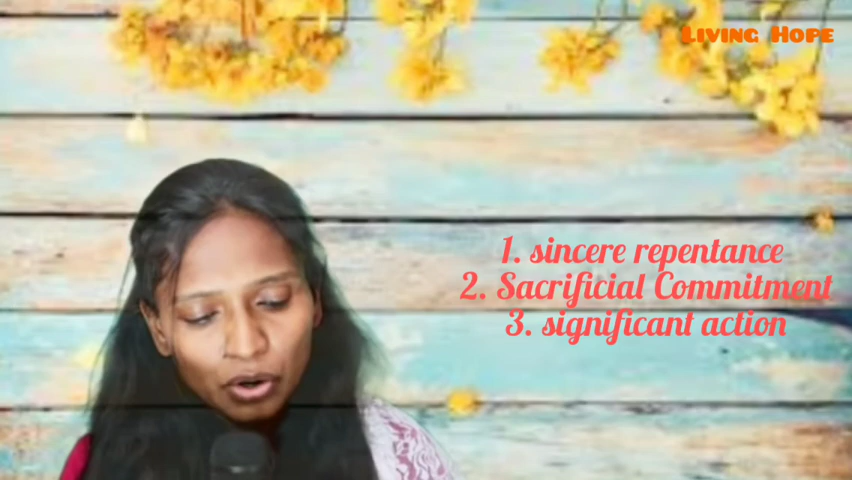 Living Hope
1. sincere repentance
2. Sacrificial Commitment
3. significant action